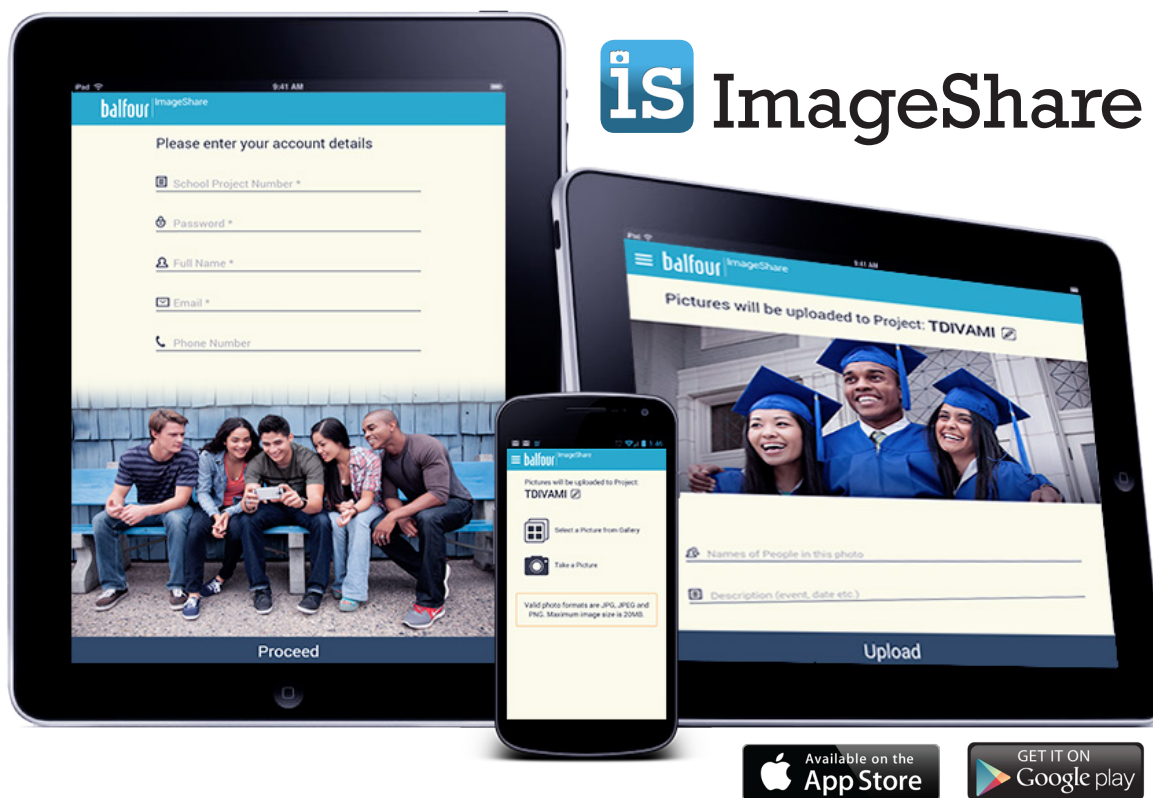 iPad
9:41 AM
balfour ImageShare
Please enter your account details
School Project Number *
Password *
Full Name *
Email *
Phone Number
Proceed
is ImageShare
iPad
9:41 AM
balfour ImageShare
Pictures will be uploaded to Project: TDIVAMI
Names of People in this photo
Description (event, date etc.)
Upload
1:46
balfour ImageShare
Pictures will be uploaded to Project:
TDIVAMI
Select a Picture from Gallery
Take a Picture
Valid photo formats are JPG, JPEG and
PNG. Maximum image size is 20MB.
Available on the
App Store
GET IT ON
Google play